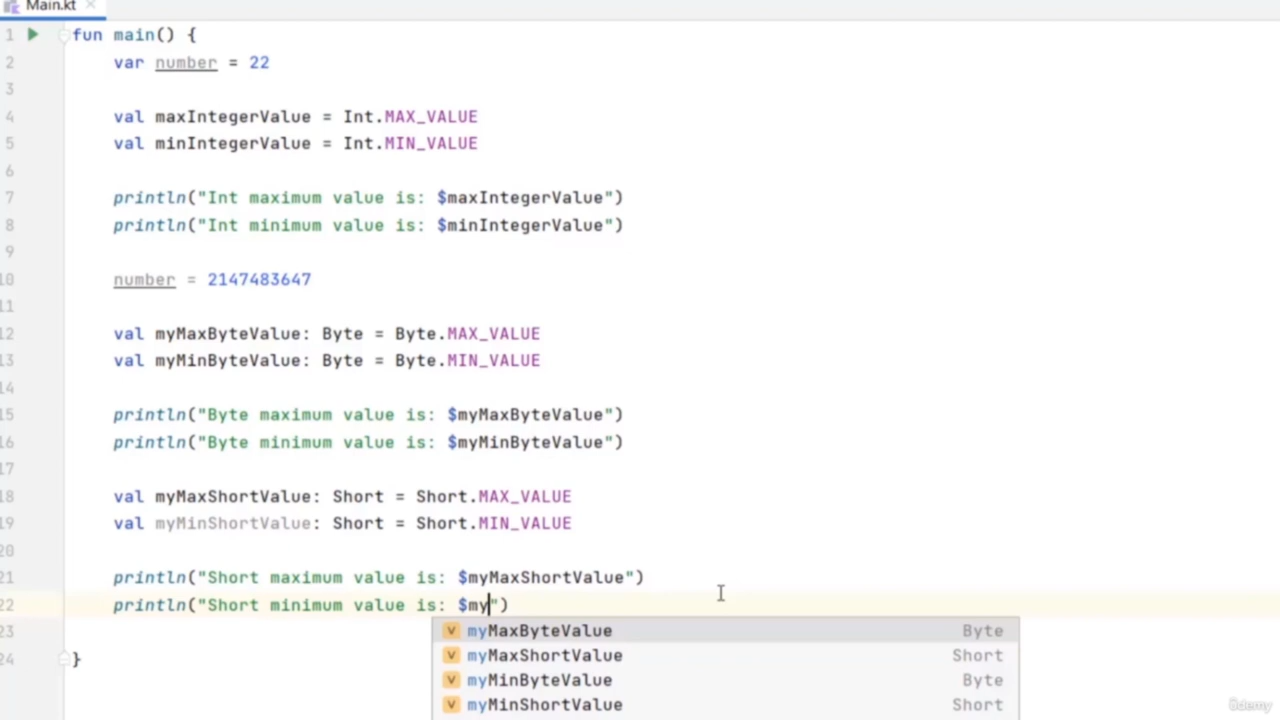 Main.kt
1 fun main() {
2 var number = 22
3
4 val maxIntegerValue = Int.MAX_VALUE
5 val minIntegerValue = Int.MIN_VALUE
6
7 println("Int maximum value is: $maxIntegerValue")
8 println("Int minimum value is: $minIntegerValue")
9
10 number = 2147483647
11
12 val myMaxByteValue: Byte = Byte.MAX_VALUE
13 val myMinByteValue: Byte = Byte.MIN_VALUE
14
15 println("Byte maximum value is: $myMaxByteValue")
16 println("Byte minimum value is: $myMinByteValue")
17
18 val myMaxShortValue: Short = Short.MAX_VALUE
19 val myMinShortValue: Short = Short.MIN_VALUE
20
21 println("Short maximum value is: $myMaxShortValue")
22 println("Short minimum value is: $my")
23
v myMaxByteValue Byte
v myMaxShortValue Short
24 }
v myMinByteValue Byte
v myMinShortValue Short
ûdemy